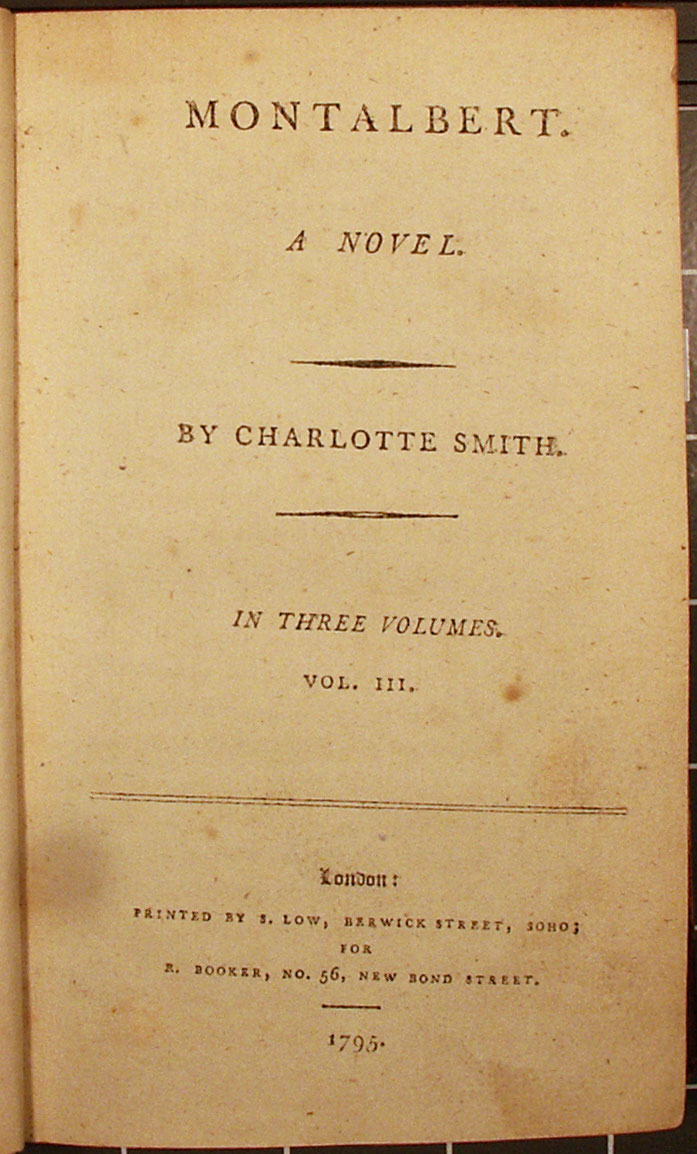 MONTALBERT.
A NOVEL.
BY CHARLOTTE SMITH.
IN THREE VOLUMES.
VOL. III.
London:
PRINTED BY S. LOW, BERWICK STREET, SOHO;
FOR
R. BOOKER, NO. 56, NEW BOND STREET.
1795.